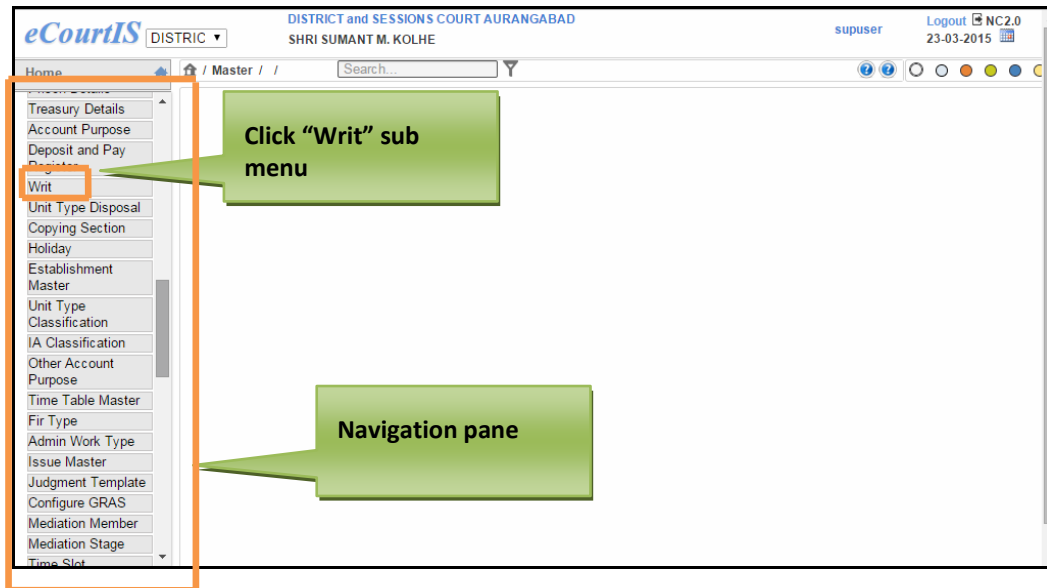 DISTRICT and SESSIONS COURT AURANGABAD
eCourtIS DISTRIC
SHRI SUMANT M. KOLHE
supuser
Logout NC2.0
23-03-2015
Home
/ Master / /
Search...
Treasury Details
Account Purpose
Deposit and Pay
Register
Writ
Unit Type Disposal
Copying Section
Holiday
Establishment
Master
Unit Type
Classification
IA Classification
Other Account
Purpose
Time Table Master
Fir Type
Admin Work Type
Issue Master
Judgment Template
Configure GRAS
Mediation Member
Mediation Stage
Time Slot
Click “Writ” sub
menu
Navigation pane